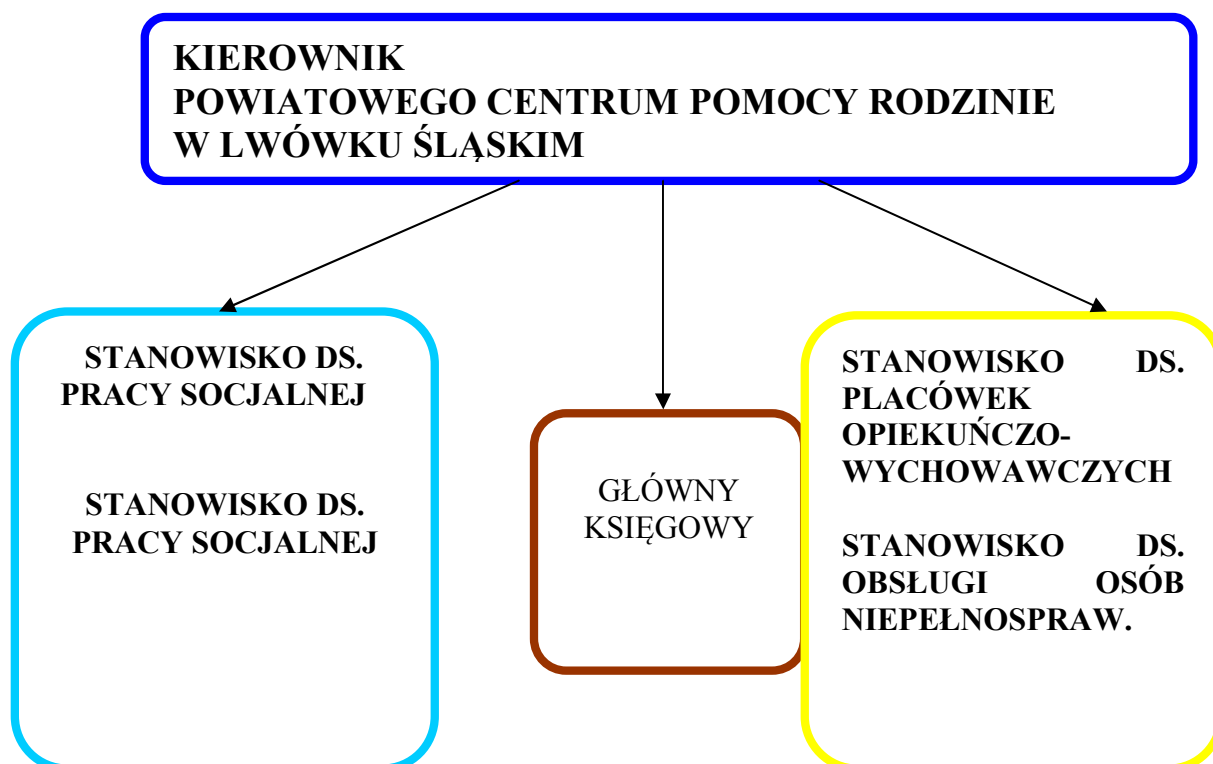 KIEROWNIK
POWIATOWEGO CENTRUM POMOCY RODZINIE
W LWÓWKU ŚLĄSKIM
STANOWISKO DS.
PRACY SOCJALNEJ
STANOWISKO DS.
PRACY SOCJALNEJ
GŁÓWNY
KSIĘGOWY
STANOWISKO DS.
PLACÓWEK
OPIEKUŃCZO-
WYCHOWAWCZYCH
STANOWISKO DS.
OBSŁUGI OSÓB
NIEPEŁNOSPRAW.